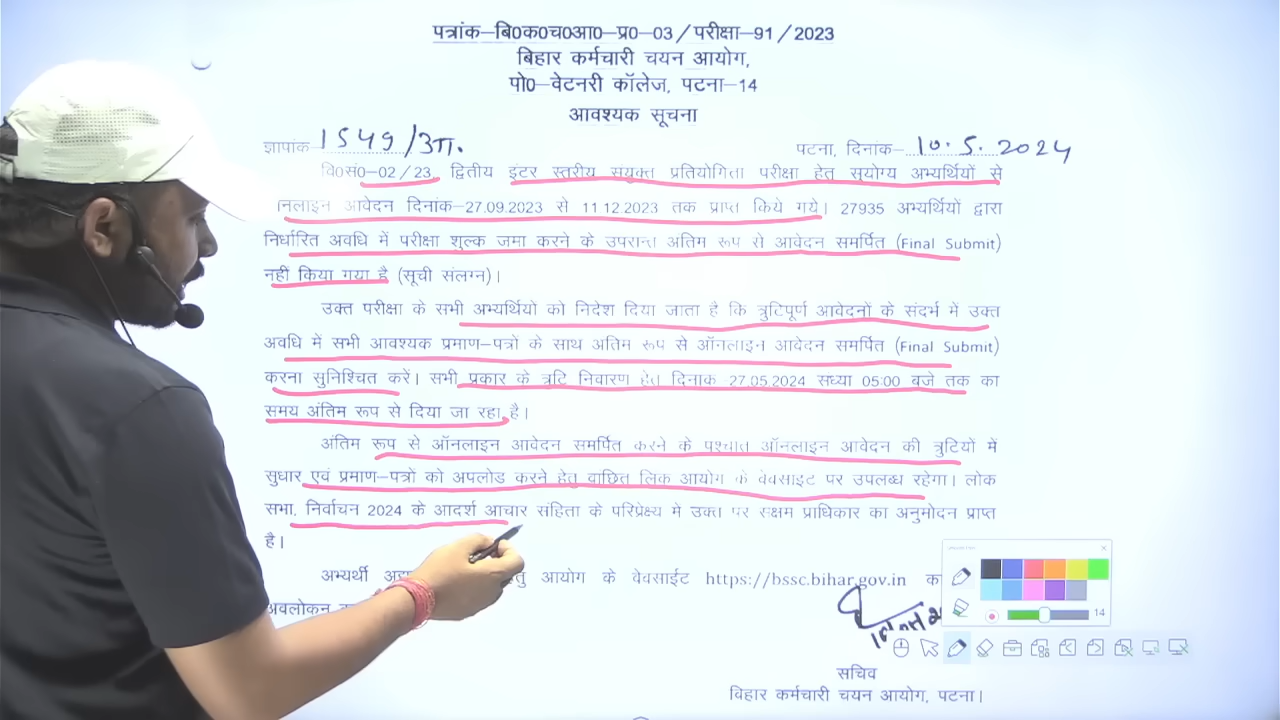 पत्रांक–बि0क0च0आ0–प्र0–03/परीक्षा–91/2023
बिहार कर्मचारी चयन आयोग,
पो0–वेटनरी कॉलेज, पटना–14
आवश्यक सूचना
ज्ञापांक 1549/आ.
पटना, दिनांक– 10.5.2024
वि0सं0–02/23, द्वितीय इंटर स्तरीय संयुक्त प्रतियोगिता परीक्षा हेतु सुयोग्य अभ्यर्थियों से
नलाइन आवेदन दिनांक–27.09.2023 से 11.12.2023 तक प्राप्त किये गये। 27935 अभ्यर्थियों द्वारा
निर्धारित अवधि में परीक्षा शुल्क जमा करने के उपरान्त अंतिम रूप से आवेदन समर्पित (Final Submit)
नहीं किया गया है (सूची संलग्न)।
उक्त परीक्षा के सभी अभ्यर्थियो को निदेश दिया जाता है कि त्रुटिपूर्ण आवेदनों के संदर्भ में उक्त
अवधि में सभी आवश्यक प्रमाण–पत्रों के साथ अंतिम रूप से ऑनलाइन आवेदन समर्पित (Final Submit)
करना सुनिश्चित करें। सभी प्रकार के त्रुटि निवारण हेतु दिनांक 27.05.2024 संध्या 05:00 बजे तक का
समय अंतिम रूप से दिया जा रहा है।
अंतिम रूप से ऑनलाइन आवेदन समर्पित करने के पश्चात ऑनलाइन आवेदन की त्रुटियों में
सुधार एवं प्रमाण–पत्रों को अपलोड करने हेतु वांछित लिंक आयोग के वेबसाइट पर उपलब्ध रहेगा। लोक
सभा, निर्वाचन 2024 के आदर्श आचार संहिता के परिप्रेक्ष्य में उक्त पर सक्षम प्राधिकार का अनुमोदन प्राप्त
है।
अभ्यर्थी तु आयोग के वेवसाईट https://bssc.bihar.gov.in क
अवलोकन
14
सचिव
बिहार कर्मचारी चयन आयोग, पटना।